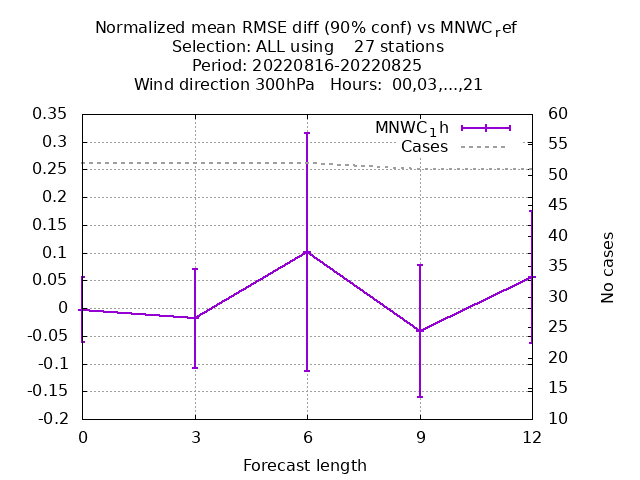 Normalized mean RMSE diff (90% conf) vs MNWCref
Selection: ALL using    27 stations
Period: 20220816-20220825
Wind direction 300hPa   Hours:  00,03,...,21
MNWC1h
Cases
0.35
0.3
0.25
0.2
0.15
0.1
0.05
0
-0.05
-0.1
-0.15
-0.2
60
55
50
45
40
35
30
25
20
15
10
No cases
0 3 6 9 12
Forecast length